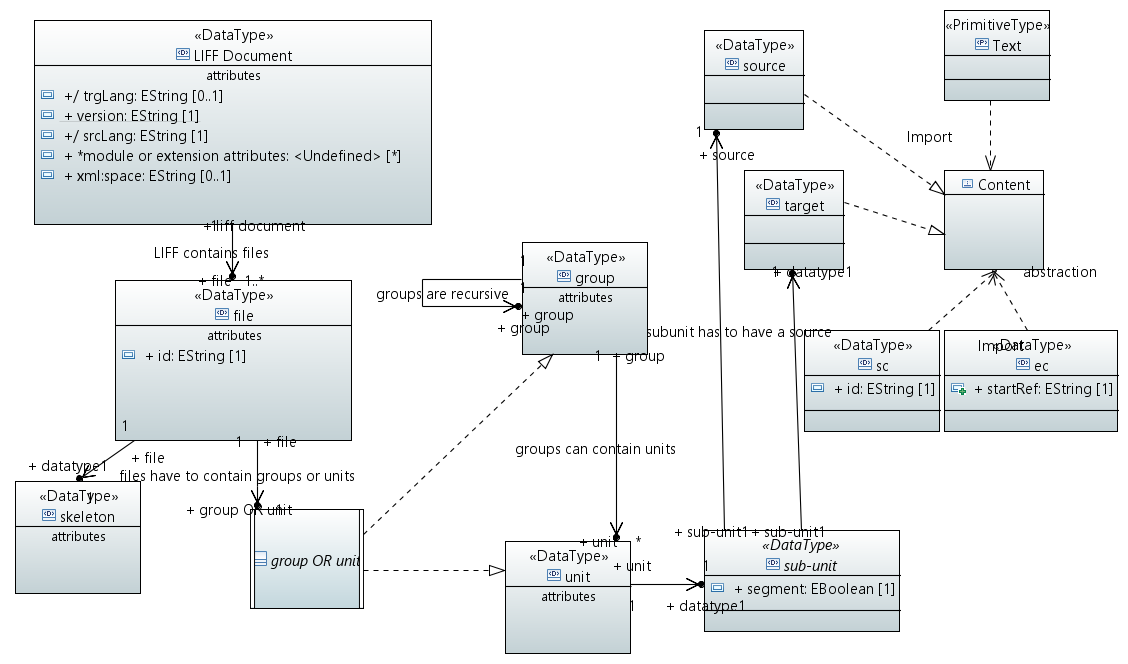 «DataType»
LIFF Document
attributes
+/ trgLang: EString [0..1]
+ version: EString [1]
+/ srcLang: EString [1]
+ *module or extension attributes: <Undefined> [*]
+ xml:space: EString [0..1]
+ liff document
1
LIFF contains files
+ file
1..*
«DataType»
file
attributes
+ id: EString [1]
1
1
+ file
+ file
+ datatype1
files have to contain groups or units
«DataType»
skeleton
attributes
+ group OR unit
group OR unit
«DataType»
group
attributes
1
1
groups are recursive
+ group
+ group
1
+ group
groups can contain units
+ unit
*
+ unit
«DataType»
unit
attributes
1
+ datatype1
1
+ sub-unit1
+ sub-unit1
«DataType»
sub-unit
+ segment: EBoolean [1]
subunit has to have a source
«DataType»
source
1
+ source
«DataType»
target
1
+ datatype1
«PrimitiveType»
Text
Import
Content
abstraction
«DataType»
sc
+ id: EString [1]
Import
«DataType»
ec
+ startRef: EString [1]